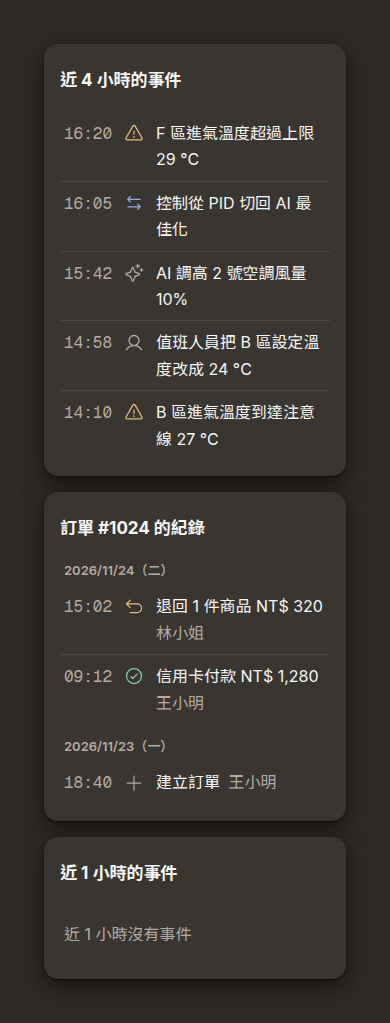 近 4 小時的事件
16:20 F 區進氣溫度超過上限
29 °C
16:05 控制從 PID 切回 AI 最
佳化
15:42 AI 調高 2 號空調風量
10%
14:58 值班人員把 B 區設定溫
度改成 24 °C
14:10 B 區進氣溫度到達注意
線 27 °C
訂單 #1024 的紀錄
2026/11/24（二）
15:02 退回 1 件商品 NT$ 320
林小姐
09:12 信用卡付款 NT$ 1,280
王小明
2026/11/23（一）
18:40 建立訂單 王小明
近 1 小時的事件
近 1 小時沒有事件